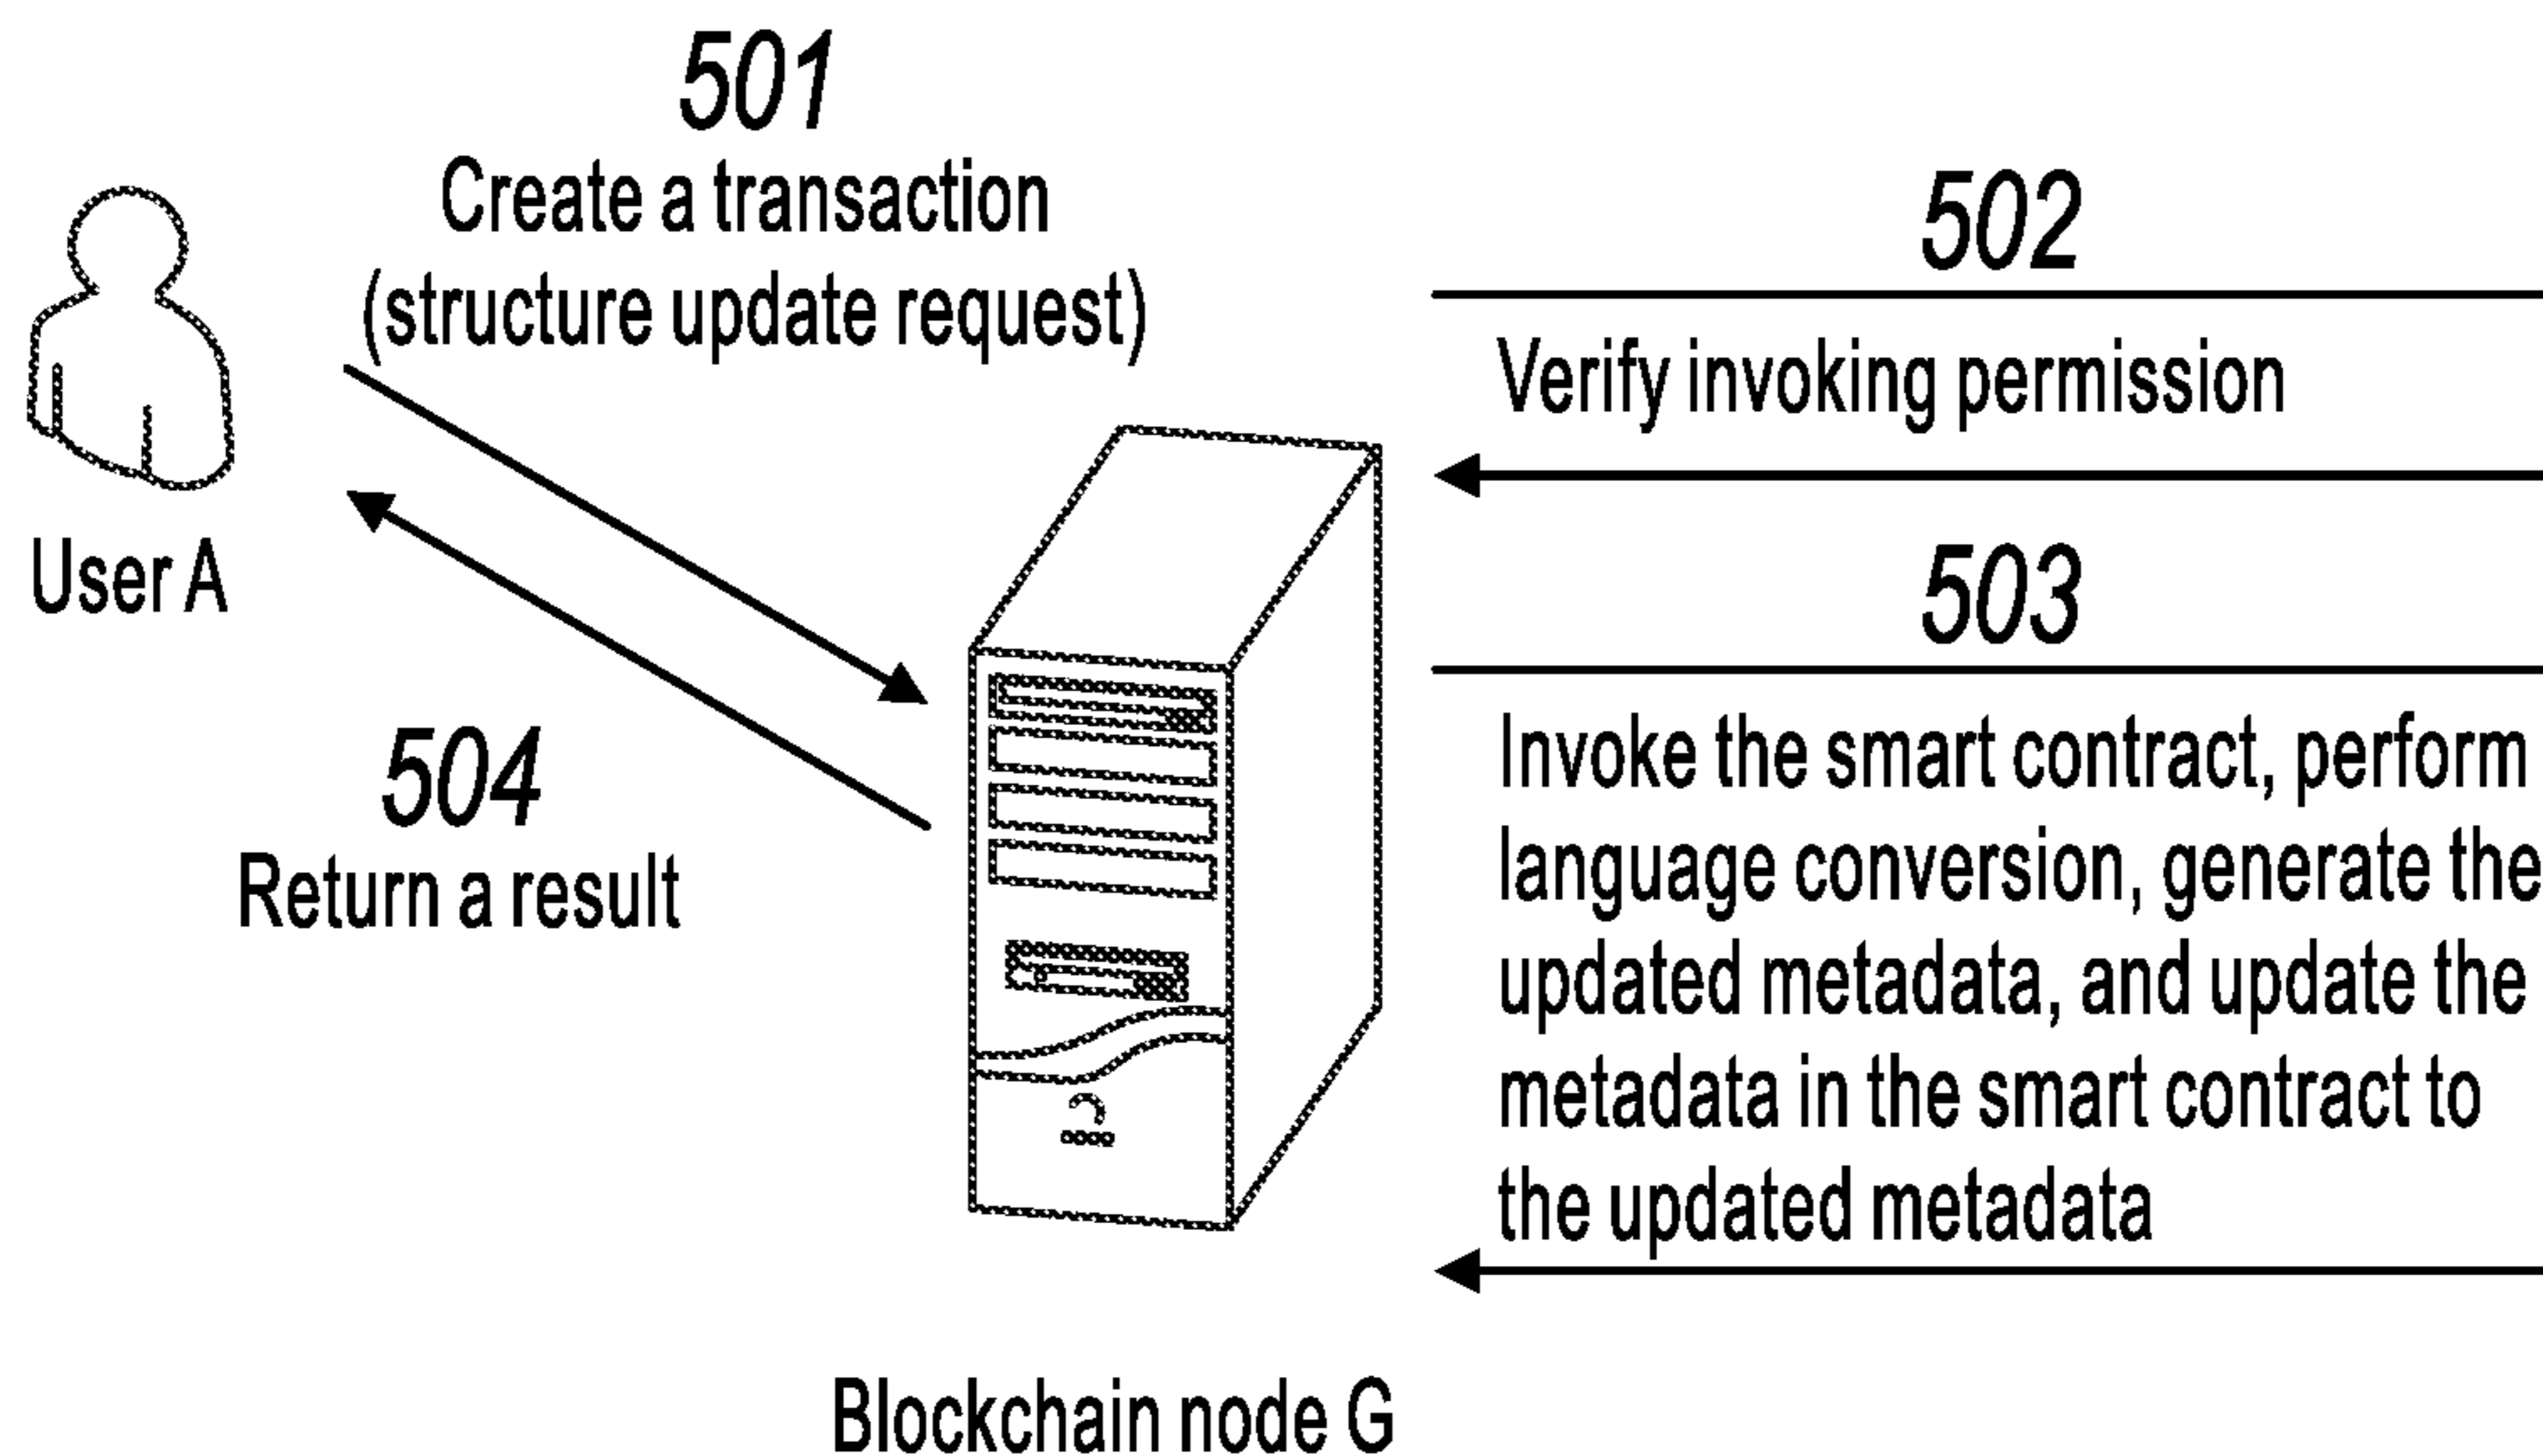 501
Create a transaction
(structure update request)
User A
504
Return a result
Blockchain node G
502
Verify invoking permission
503
Invoke the smart contract, perform
language conversion, generate the
updated metadata, and update the
metadata in the smart contract to
the updated metadata